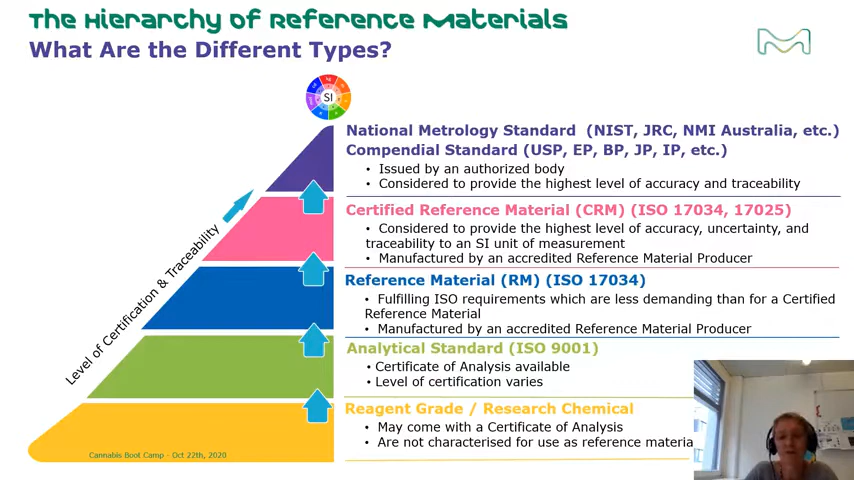 The Hierarchy of Reference Materials
What Are the Different Types?
SI
National Metrology Standard (NIST, JRC, NMI Australia, etc.)
Compendial Standard (USP, EP, BP, JP, IP, etc.)
• Issued by an authorized body
• Considered to provide the highest level of accuracy and traceability
Certified Reference Material (CRM) (ISO 17034, 17025)
• Considered to provide the highest level of accuracy, uncertainty, and
traceability to an SI unit of measurement
• Manufactured by an accredited Reference Material Producer
Reference Material (RM) (ISO 17034)
• Fulfilling ISO requirements which are less demanding than for a Certified
Reference Material
• Manufactured by an accredited Reference Material Producer
Analytical Standard (ISO 9001)
• Certificate of Analysis available
• Level of certification varies
Reagent Grade / Research Chemical
• May come with a Certificate of Analysis
• Are not characterised for use as reference materia
Level of Certification & Traceability
Cannabis Boot Camp - Oct 22th, 2020